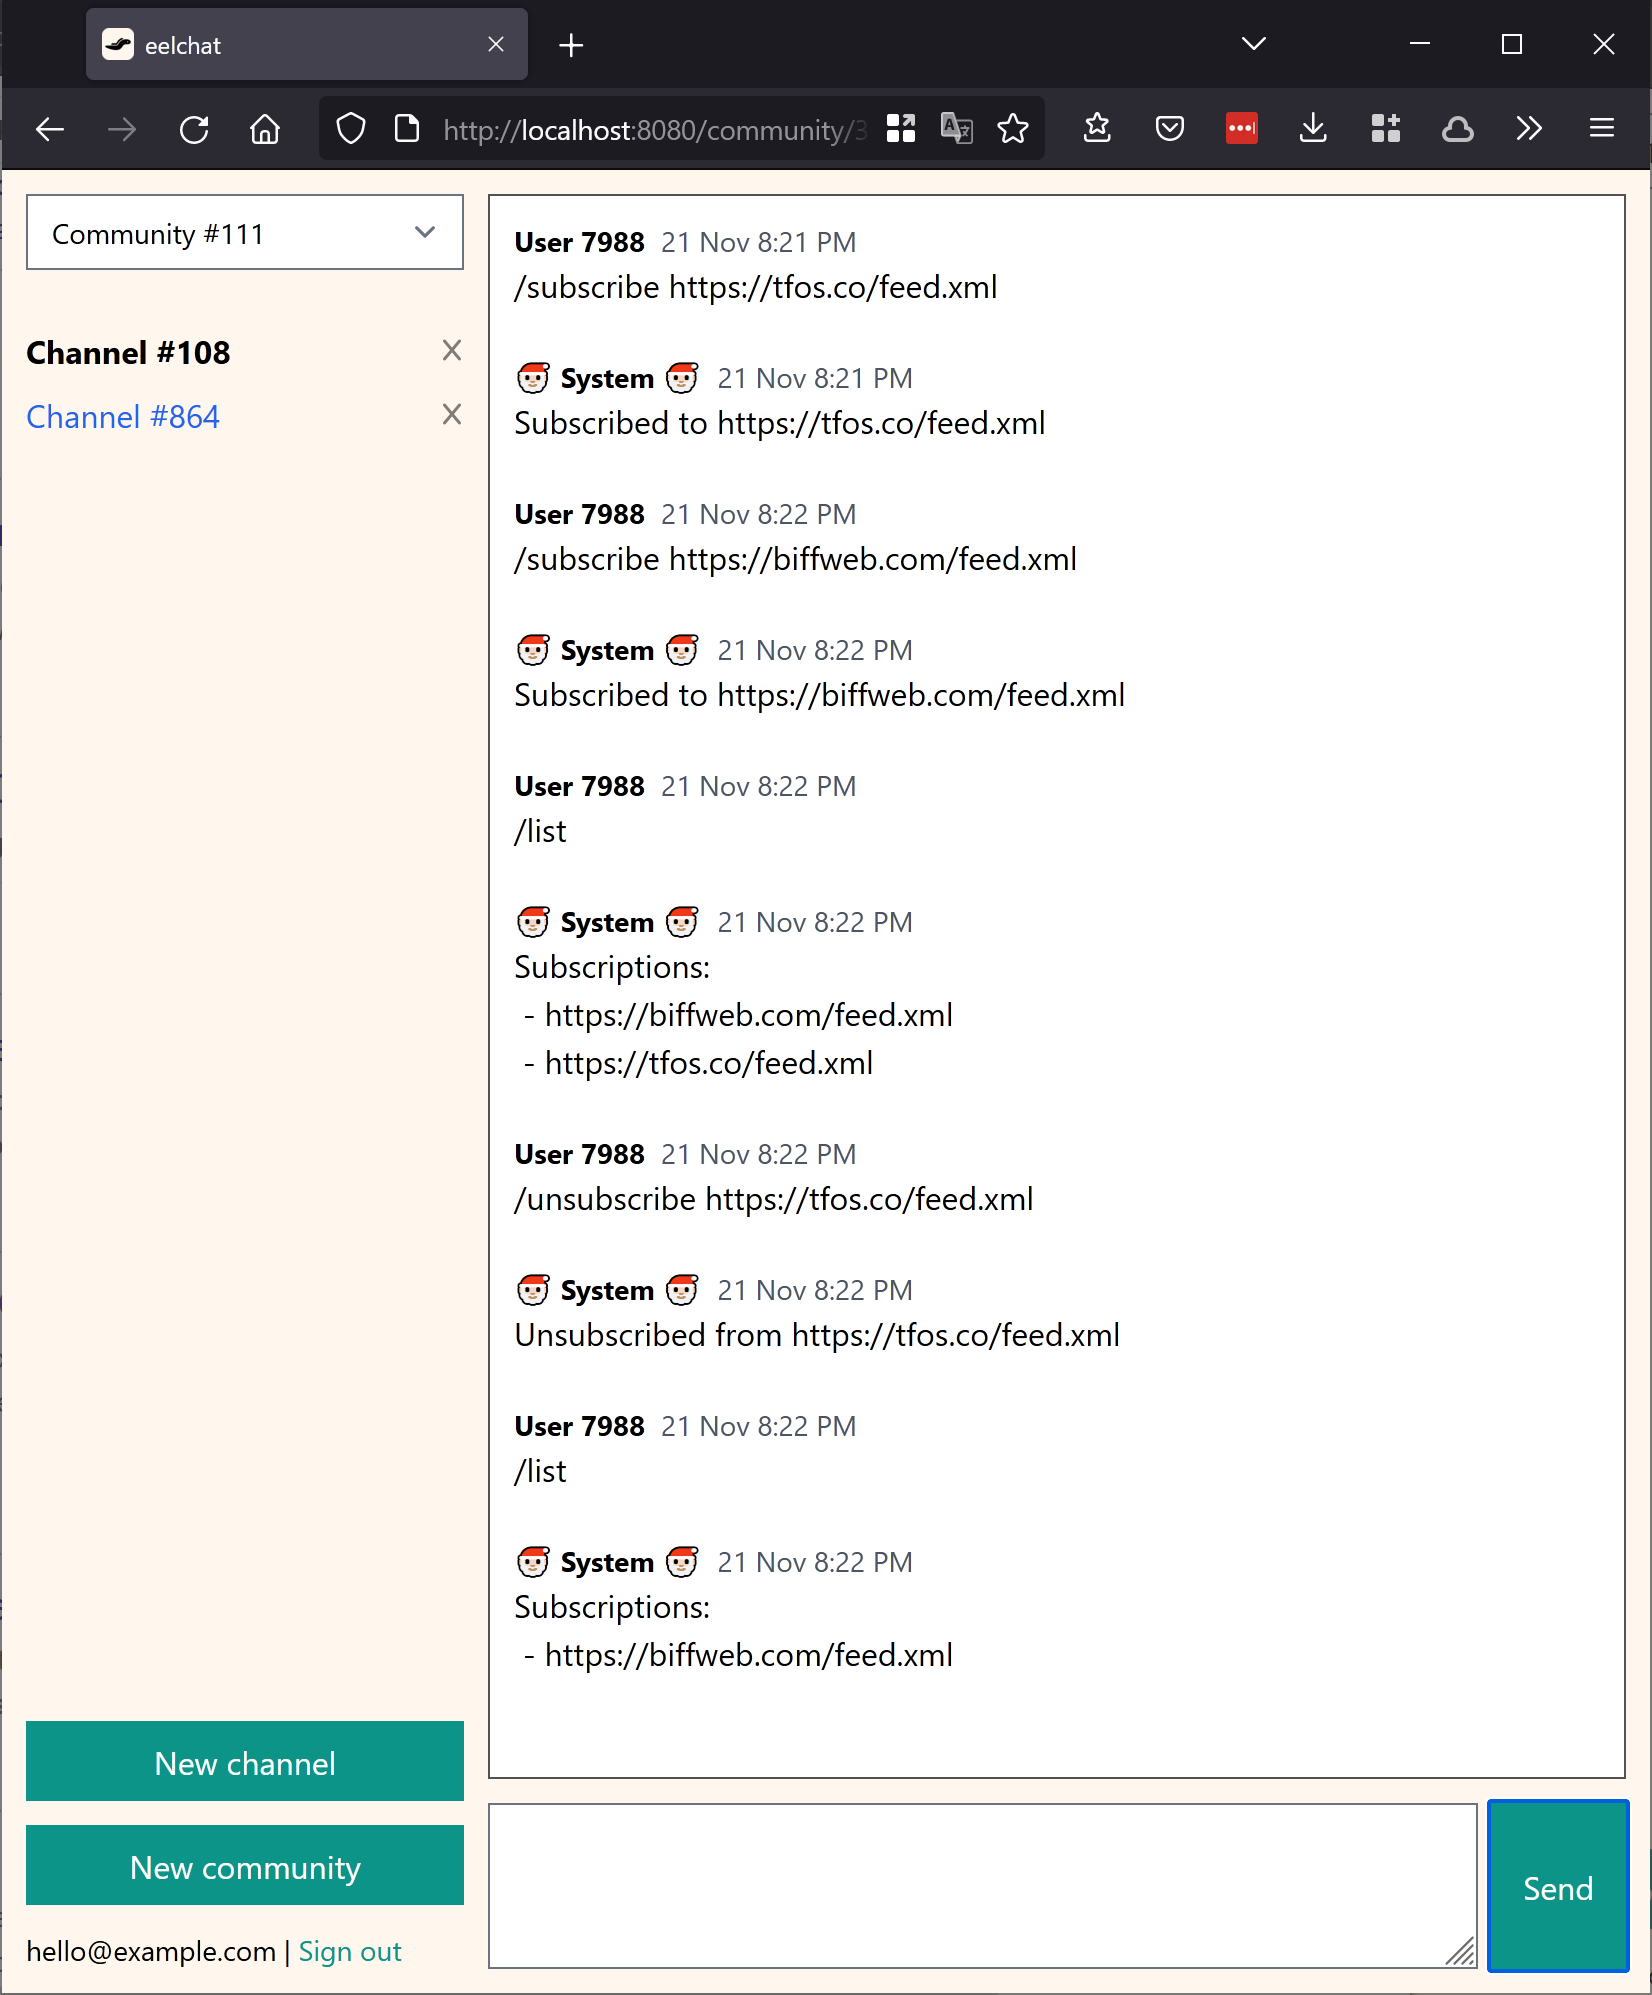 eelchat
http://localhost:8080/community/3
Community #111
Channel #108
Channel #864
User 7988 21 Nov 8:21 PM
/subscribe https://tfos.co/feed.xml
🎅 System 🎅 21 Nov 8:21 PM
Subscribed to https://tfos.co/feed.xml
User 7988 21 Nov 8:22 PM
/subscribe https://biffweb.com/feed.xml
🎅 System 🎅 21 Nov 8:22 PM
Subscribed to https://biffweb.com/feed.xml
User 7988 21 Nov 8:22 PM
/list
🎅 System 🎅 21 Nov 8:22 PM
Subscriptions:
- https://biffweb.com/feed.xml
- https://tfos.co/feed.xml
User 7988 21 Nov 8:22 PM
/unsubscribe https://tfos.co/feed.xml
🎅 System 🎅 21 Nov 8:22 PM
Unsubscribed from https://tfos.co/feed.xml
User 7988 21 Nov 8:22 PM
/list
🎅 System 🎅 21 Nov 8:22 PM
Subscriptions:
- https://biffweb.com/feed.xml
New channel
New community
hello@example.com | Sign out
Send